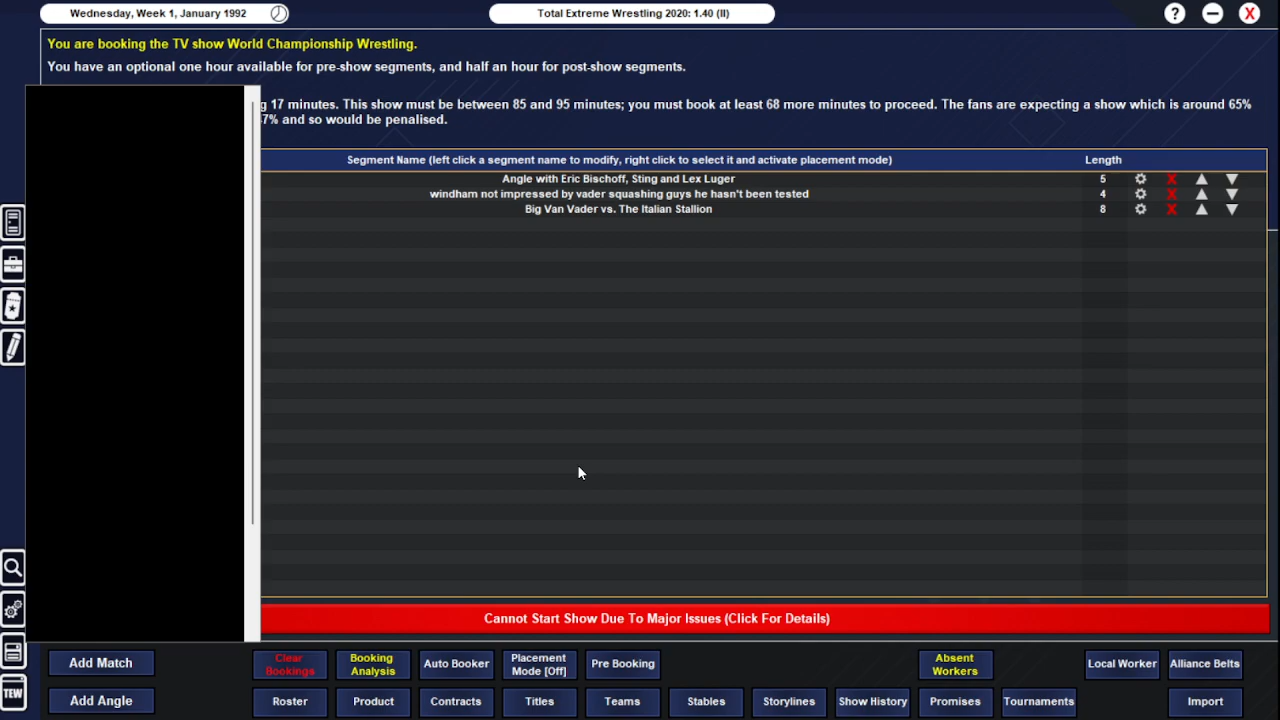 Wednesday, Week 1, January 1992
Total Extreme Wrestling 2020: 1.40 (II)
?
X
You are booking the TV show World Championship Wrestling.
You have an optional one hour available for pre-show segments, and half an hour for post-show segments.
g 17 minutes. This show must be between 85 and 95 minutes; you must book at least 68 more minutes to proceed. The fans are expecting a show which is around 65%
7% and so would be penalised.
Segment Name (left click a segment name to modify, right click to select it and activate placement mode) Length
Angle with Eric Bischoff, Sting and Lex Luger 5 X
windham not impressed by vader squashing guys he hasn't been tested 4 X
Big Van Vader vs. The Italian Stallion 8 X
Cannot Start Show Due To Major Issues (Click For Details)
Add Match
Clear Bookings
Booking Analysis
Auto Booker
Placement Mode [Off]
Pre Booking
Absent Workers
Local Worker
Alliance Belts
TEW
Add Angle
Roster
Product
Contracts
Titles
Teams
Stables
Storylines
Show History
Promises
Tournaments
Import